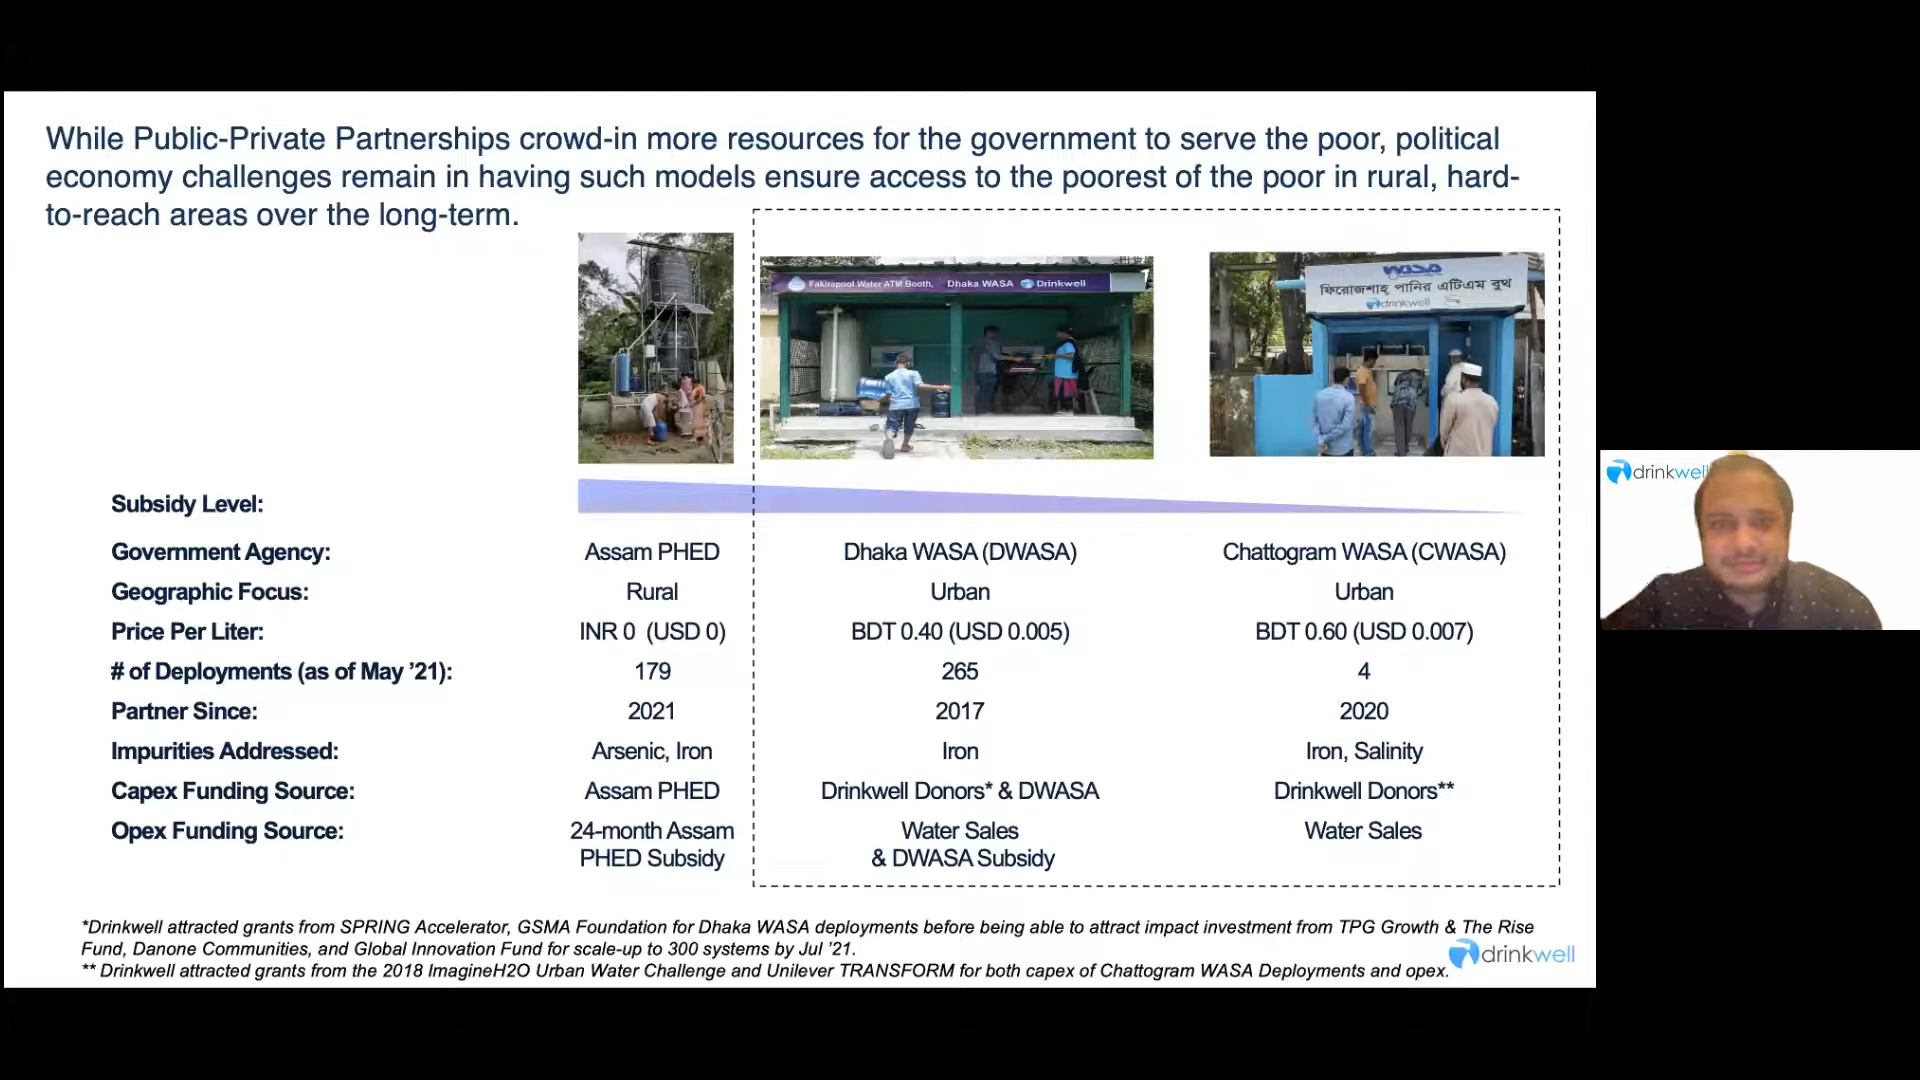 While Public-Private Partnerships crowd-in more resources for the government to serve the poor, political
economy challenges remain in having such models ensure access to the poorest of the poor in rural, hard-
to-reach areas over the long-term.
Fakirapool Water ATM Booth, Dhaka WASA Drinkwell
WASA
ফিরোজশাহ্ পানির এটিএম বুথ
drinkwell
Subsidy Level:
Government Agency: Assam PHED Dhaka WASA (DWASA) Chattogram WASA (CWASA)
Geographic Focus: Rural Urban Urban
Price Per Liter: INR 0 (USD 0) BDT 0.40 (USD 0.005) BDT 0.60 (USD 0.007)
# of Deployments (as of May ’21): 179 265 4
Partner Since: 2021 2017 2020
Impurities Addressed: Arsenic, Iron Iron Iron, Salinity
Capex Funding Source: Assam PHED Drinkwell Donors* & DWASA Drinkwell Donors**
Opex Funding Source: 24-month Assam Water Sales Water Sales
PHED Subsidy & DWASA Subsidy
*Drinkwell attracted grants from SPRING Accelerator, GSMA Foundation for Dhaka WASA deployments before being able to attract impact investment from TPG Growth & The Rise
Fund, Danone Communities, and Global Innovation Fund for scale-up to 300 systems by Jul ’21.
** Drinkwell attracted grants from the 2018 ImagineH2O Urban Water Challenge and Unilever TRANSFORM for both capex of Chattogram WASA Deployments and opex.
drinkwell
drinkwell